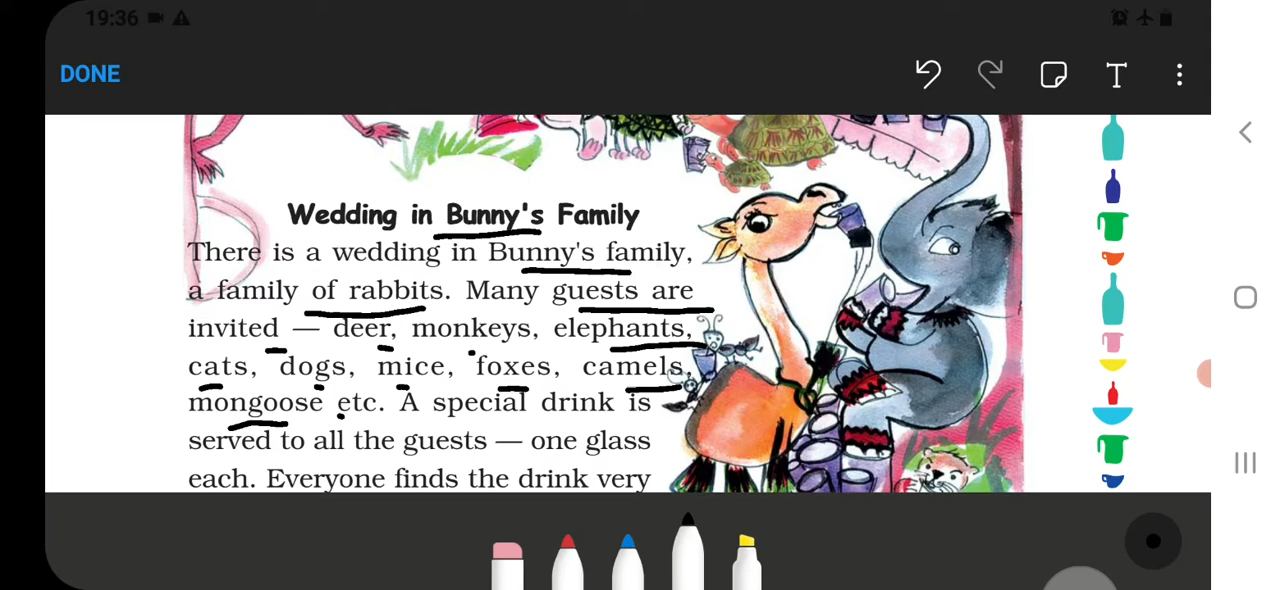 19:36
DONE
T
Wedding in Bunny's Family
There is a wedding in Bunny's family,
a family of rabbits. Many guests are
invited — deer, monkeys, elephants,
cats, dogs, mice, foxes, camels,
mongoose etc. A special drink is
served to all the guests — one glass
each. Everyone finds the drink very